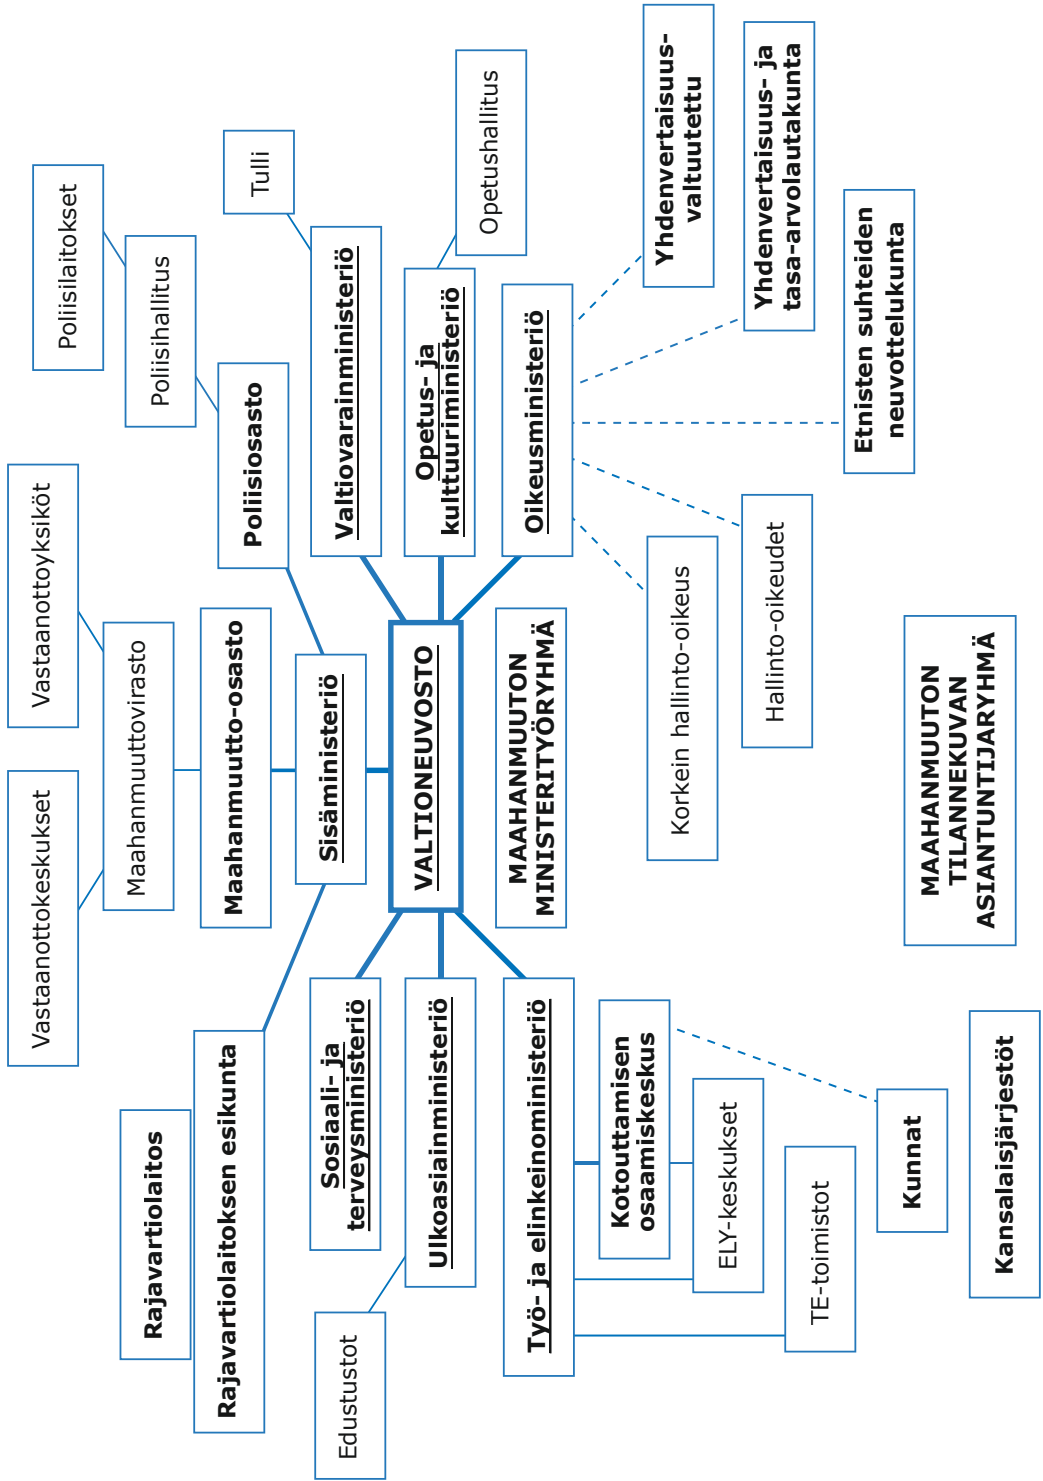 Vastaanottokeskukset
Vastaanottoyksiköt
Poliisilaitokset
Rajavartiolaitos
Maahanmuuttovirasto
Poliisihallitus
Rajavartiolaitoksen esikunta
Maahanmuutto-osasto
Poliisiosasto
Tulli
Edustustot
Sosiaali- ja
terveysministeriö
Sisäministeriö
Valtiovarainministeriö
Ulkoasiainministeriö
VALTIONEUVOSTO
Opetus- ja
kulttuuriministeriö
Opetushallitus
Työ- ja elinkeinoministeriö
MAAHANMUUTON
MINISTERITYÖRYHMÄ
Oikeusministeriö
Kotouttamisen
osaamiskeskus
Korkein hallinto-oikeus
Yhdenvertaisuus-
valtuutettu
ELY-keskukset
Hallinto-oikeudet
Yhdenvertaisuus- ja
tasa-arvolautakunta
TE-toimistot
Etnisten suhteiden
neuvottelukunta
Kunnat
MAAHANMUUTON
TILANNEKUVAN
ASIANTUNTIJARYHMÄ
Kansalaisjärjestöt